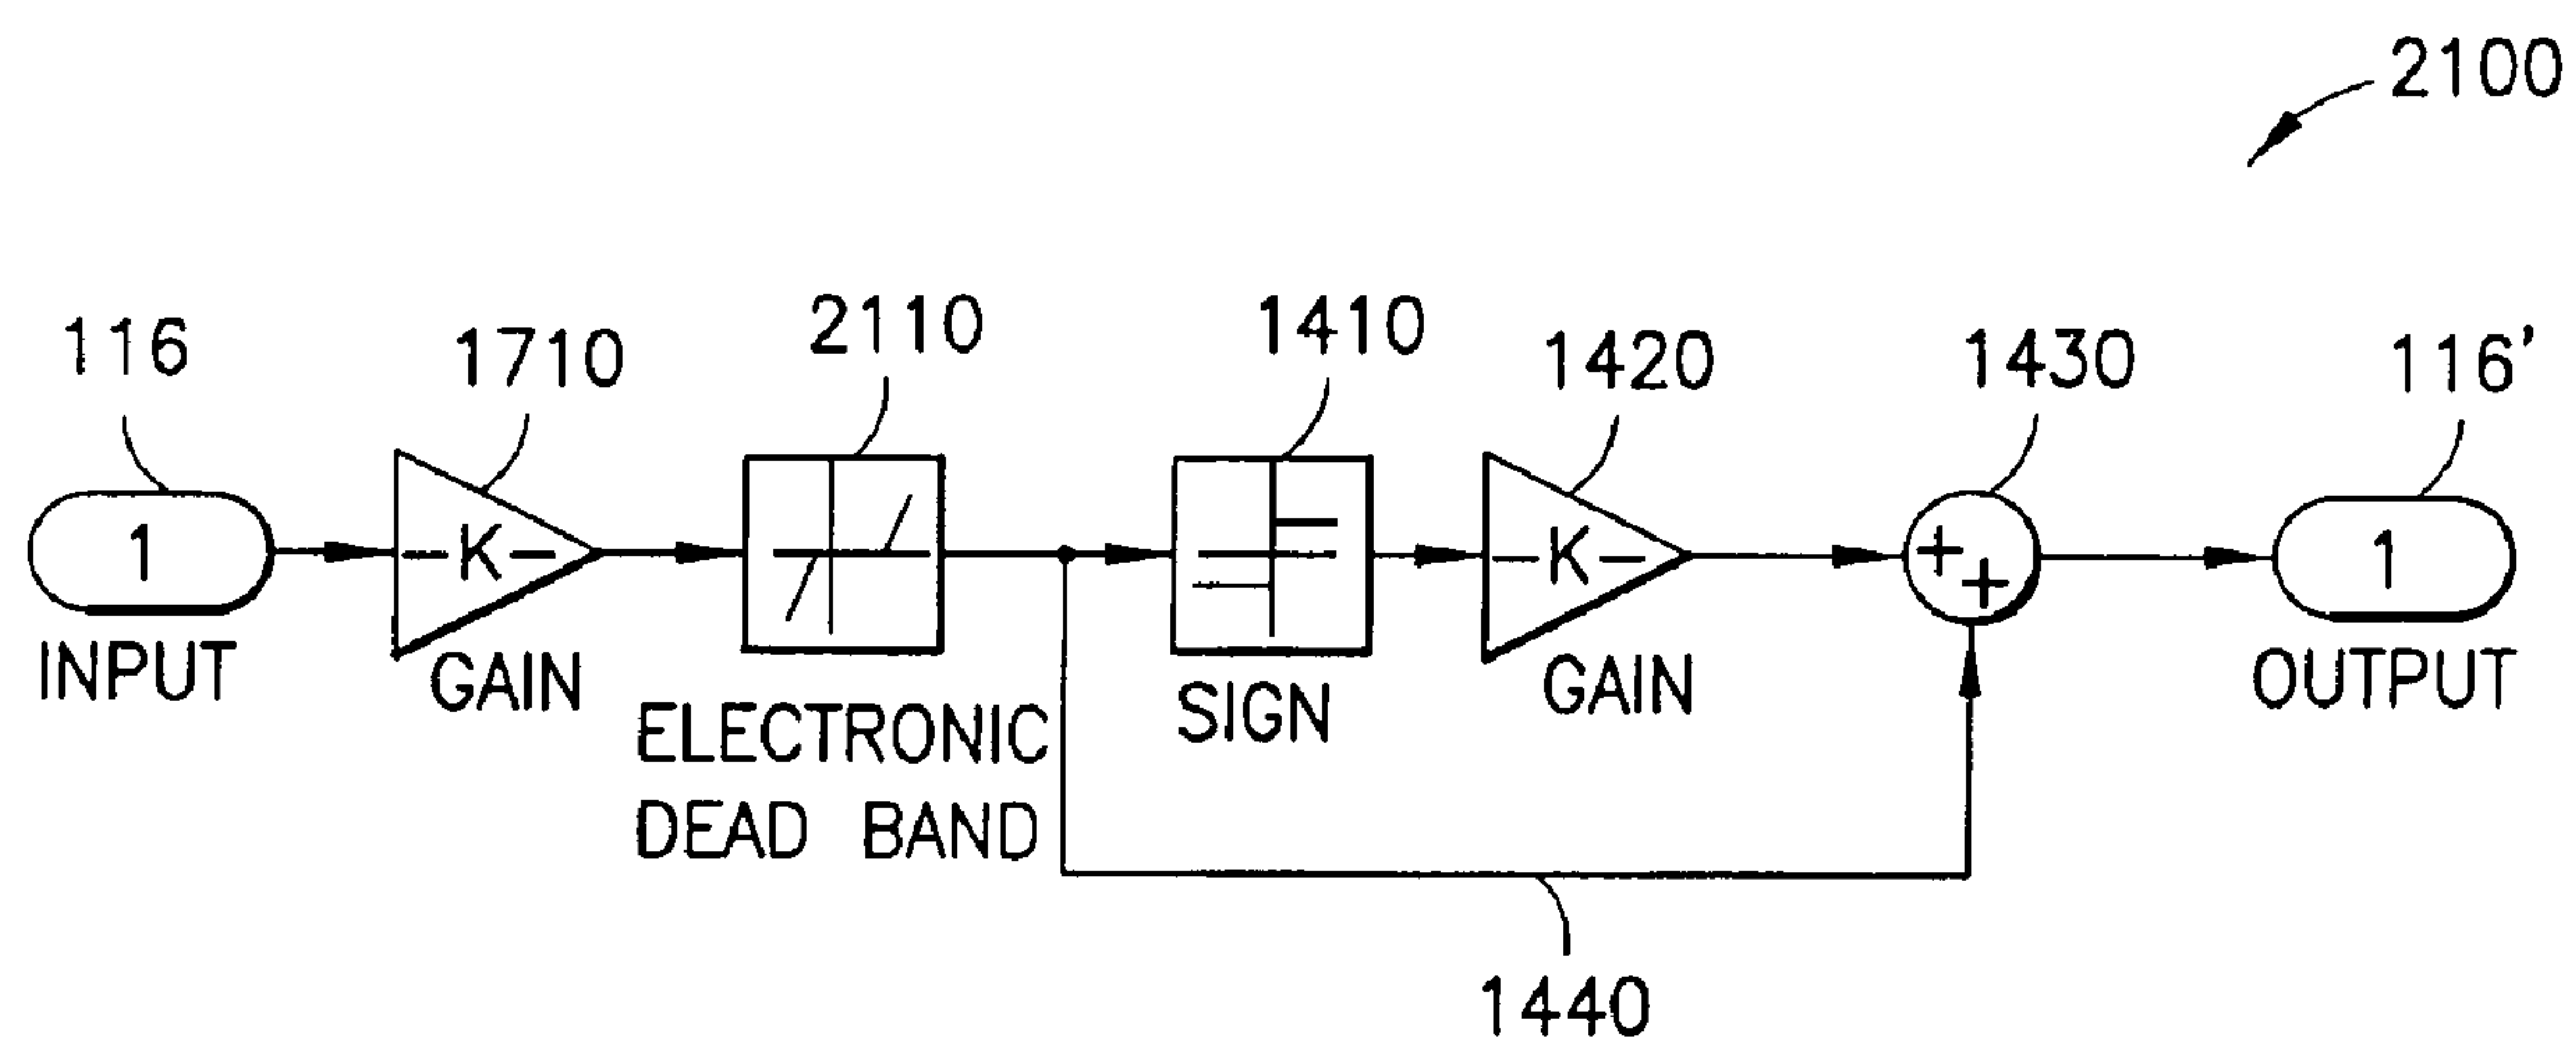 2100
116
1710
2110
1410
1420
1430
116'
1
-K-
-K-
+
+
1
INPUT
GAIN
ELECTRONIC
DEAD BAND
SIGN
GAIN
OUTPUT
1440